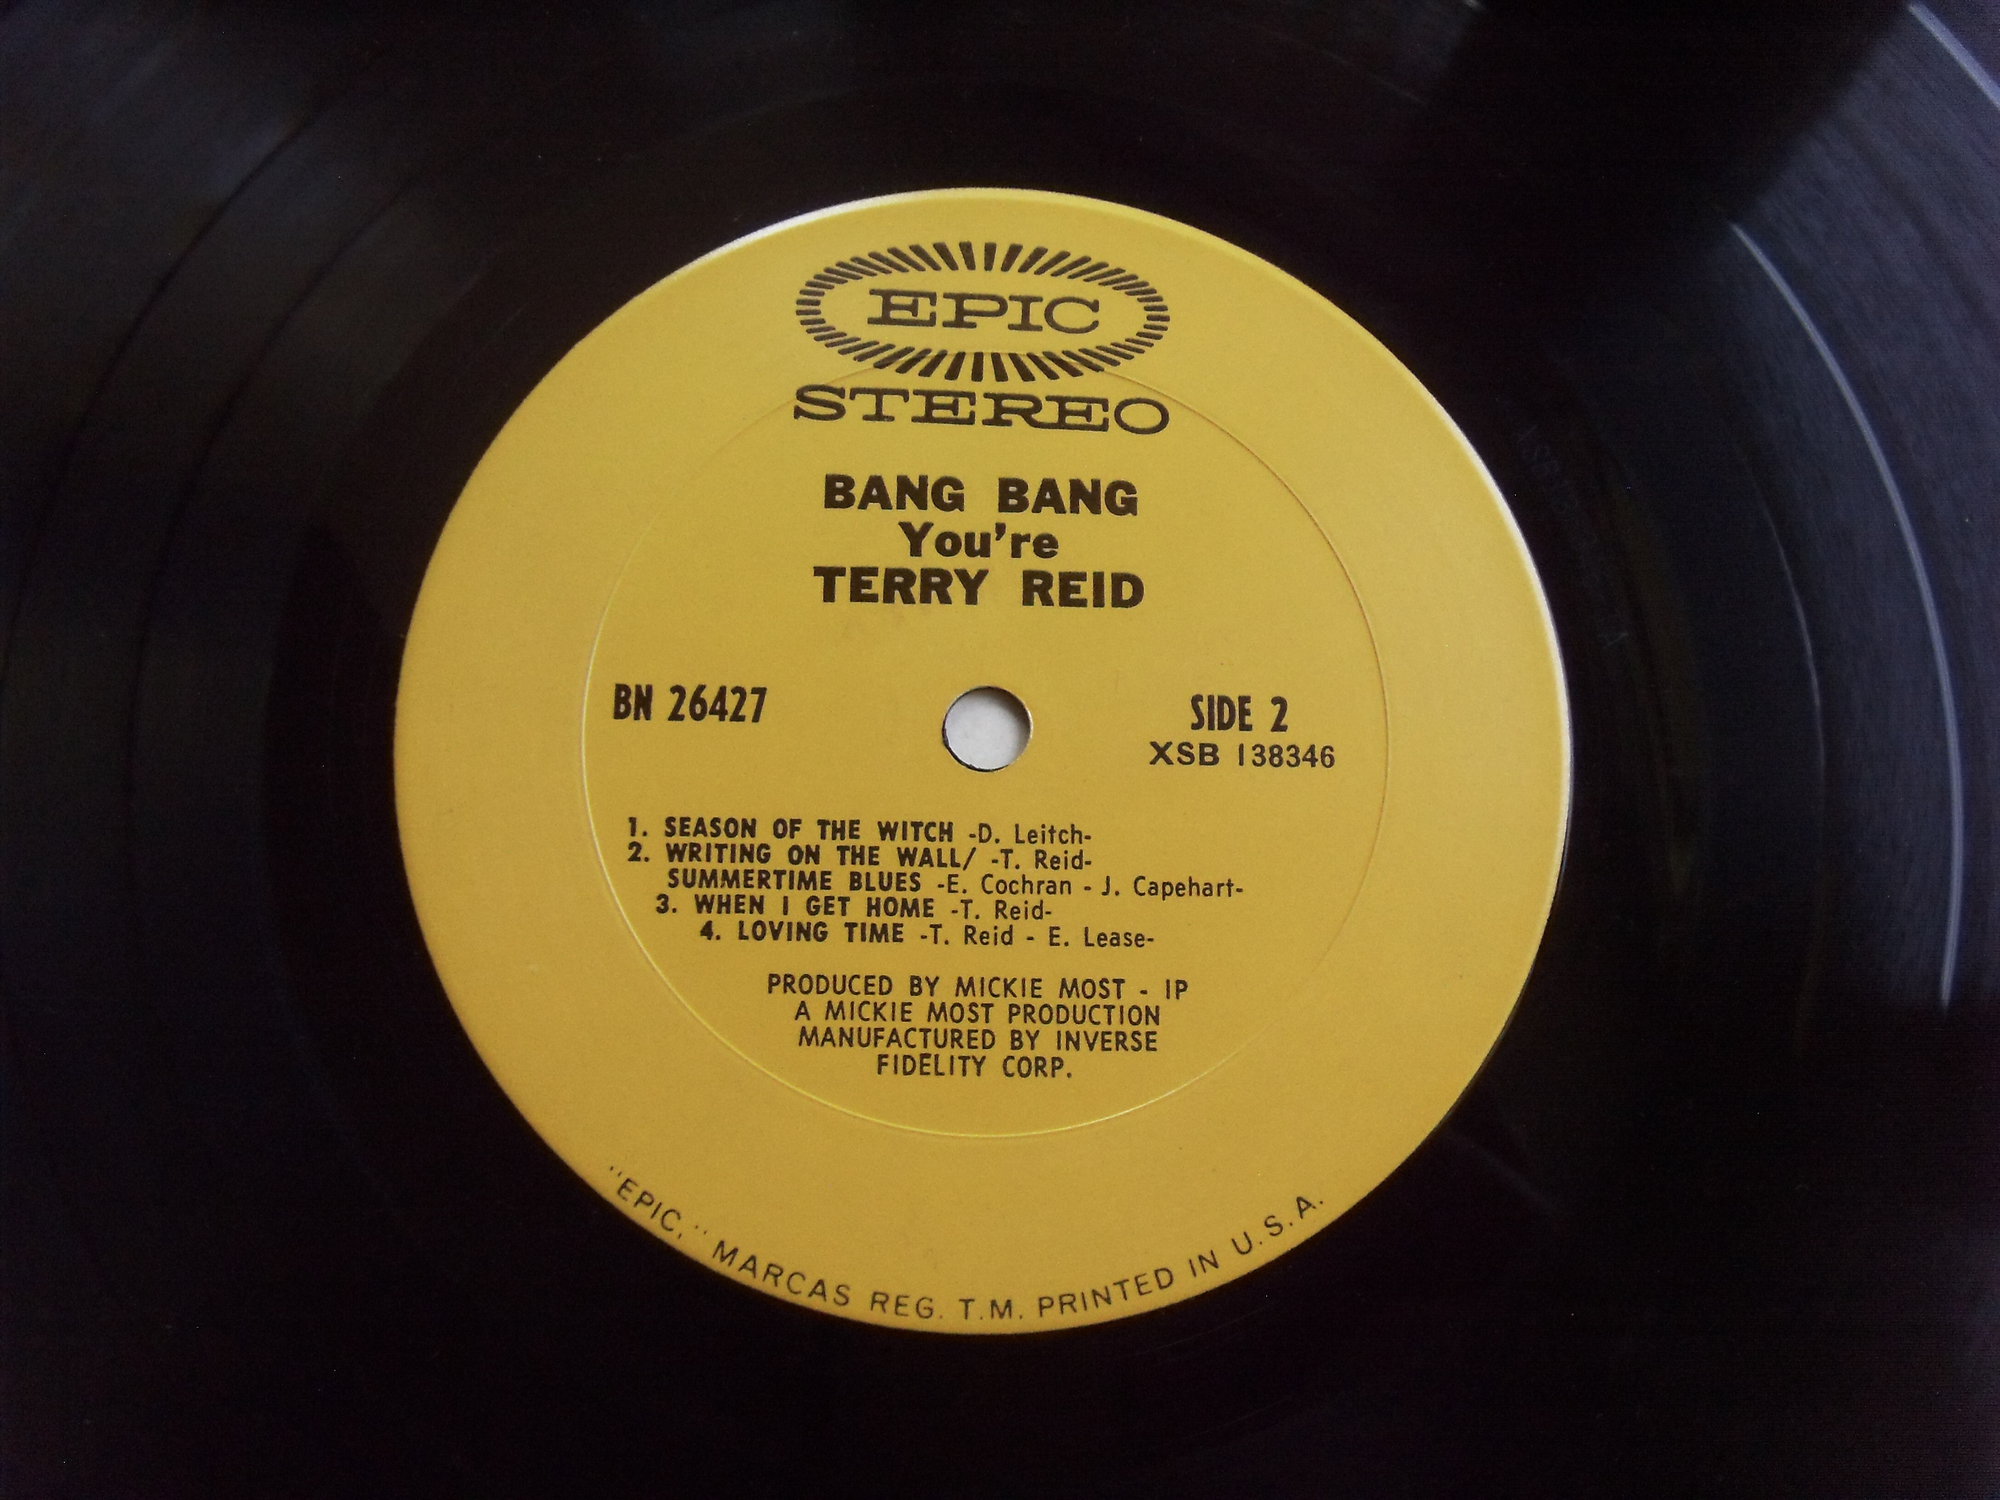 EPIC
STEREO
BANG BANG
You're
TERRY REID
BN 26427
SIDE 2
XSB 138346
1. SEASON OF THE WITCH -D. Leitch-
2. WRITING ON THE WALL/ -T. Reid-
SUMMERTIME BLUES -E. Cochran - J. Capehart-
3. WHEN I GET HOME -T. Reid-
4. LOVING TIME -T. Reid - E. Lease-
PRODUCED BY MICKIE MOST - IP
A MICKIE MOST PRODUCTION
MANUFACTURED BY INVERSE
FIDELITY CORP.
"EPIC," MARCAS REG. T.M. PRINTED IN U.S.A.